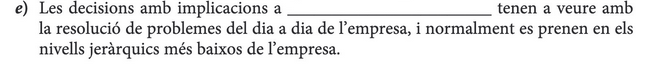 e) Les decisions amb implicacions a ______________________ tenen a veure amb
la resolució de problemes del dia a dia de l’empresa, i normalment es prenen en els
nivells jeràrquics més baixos de l’empresa.